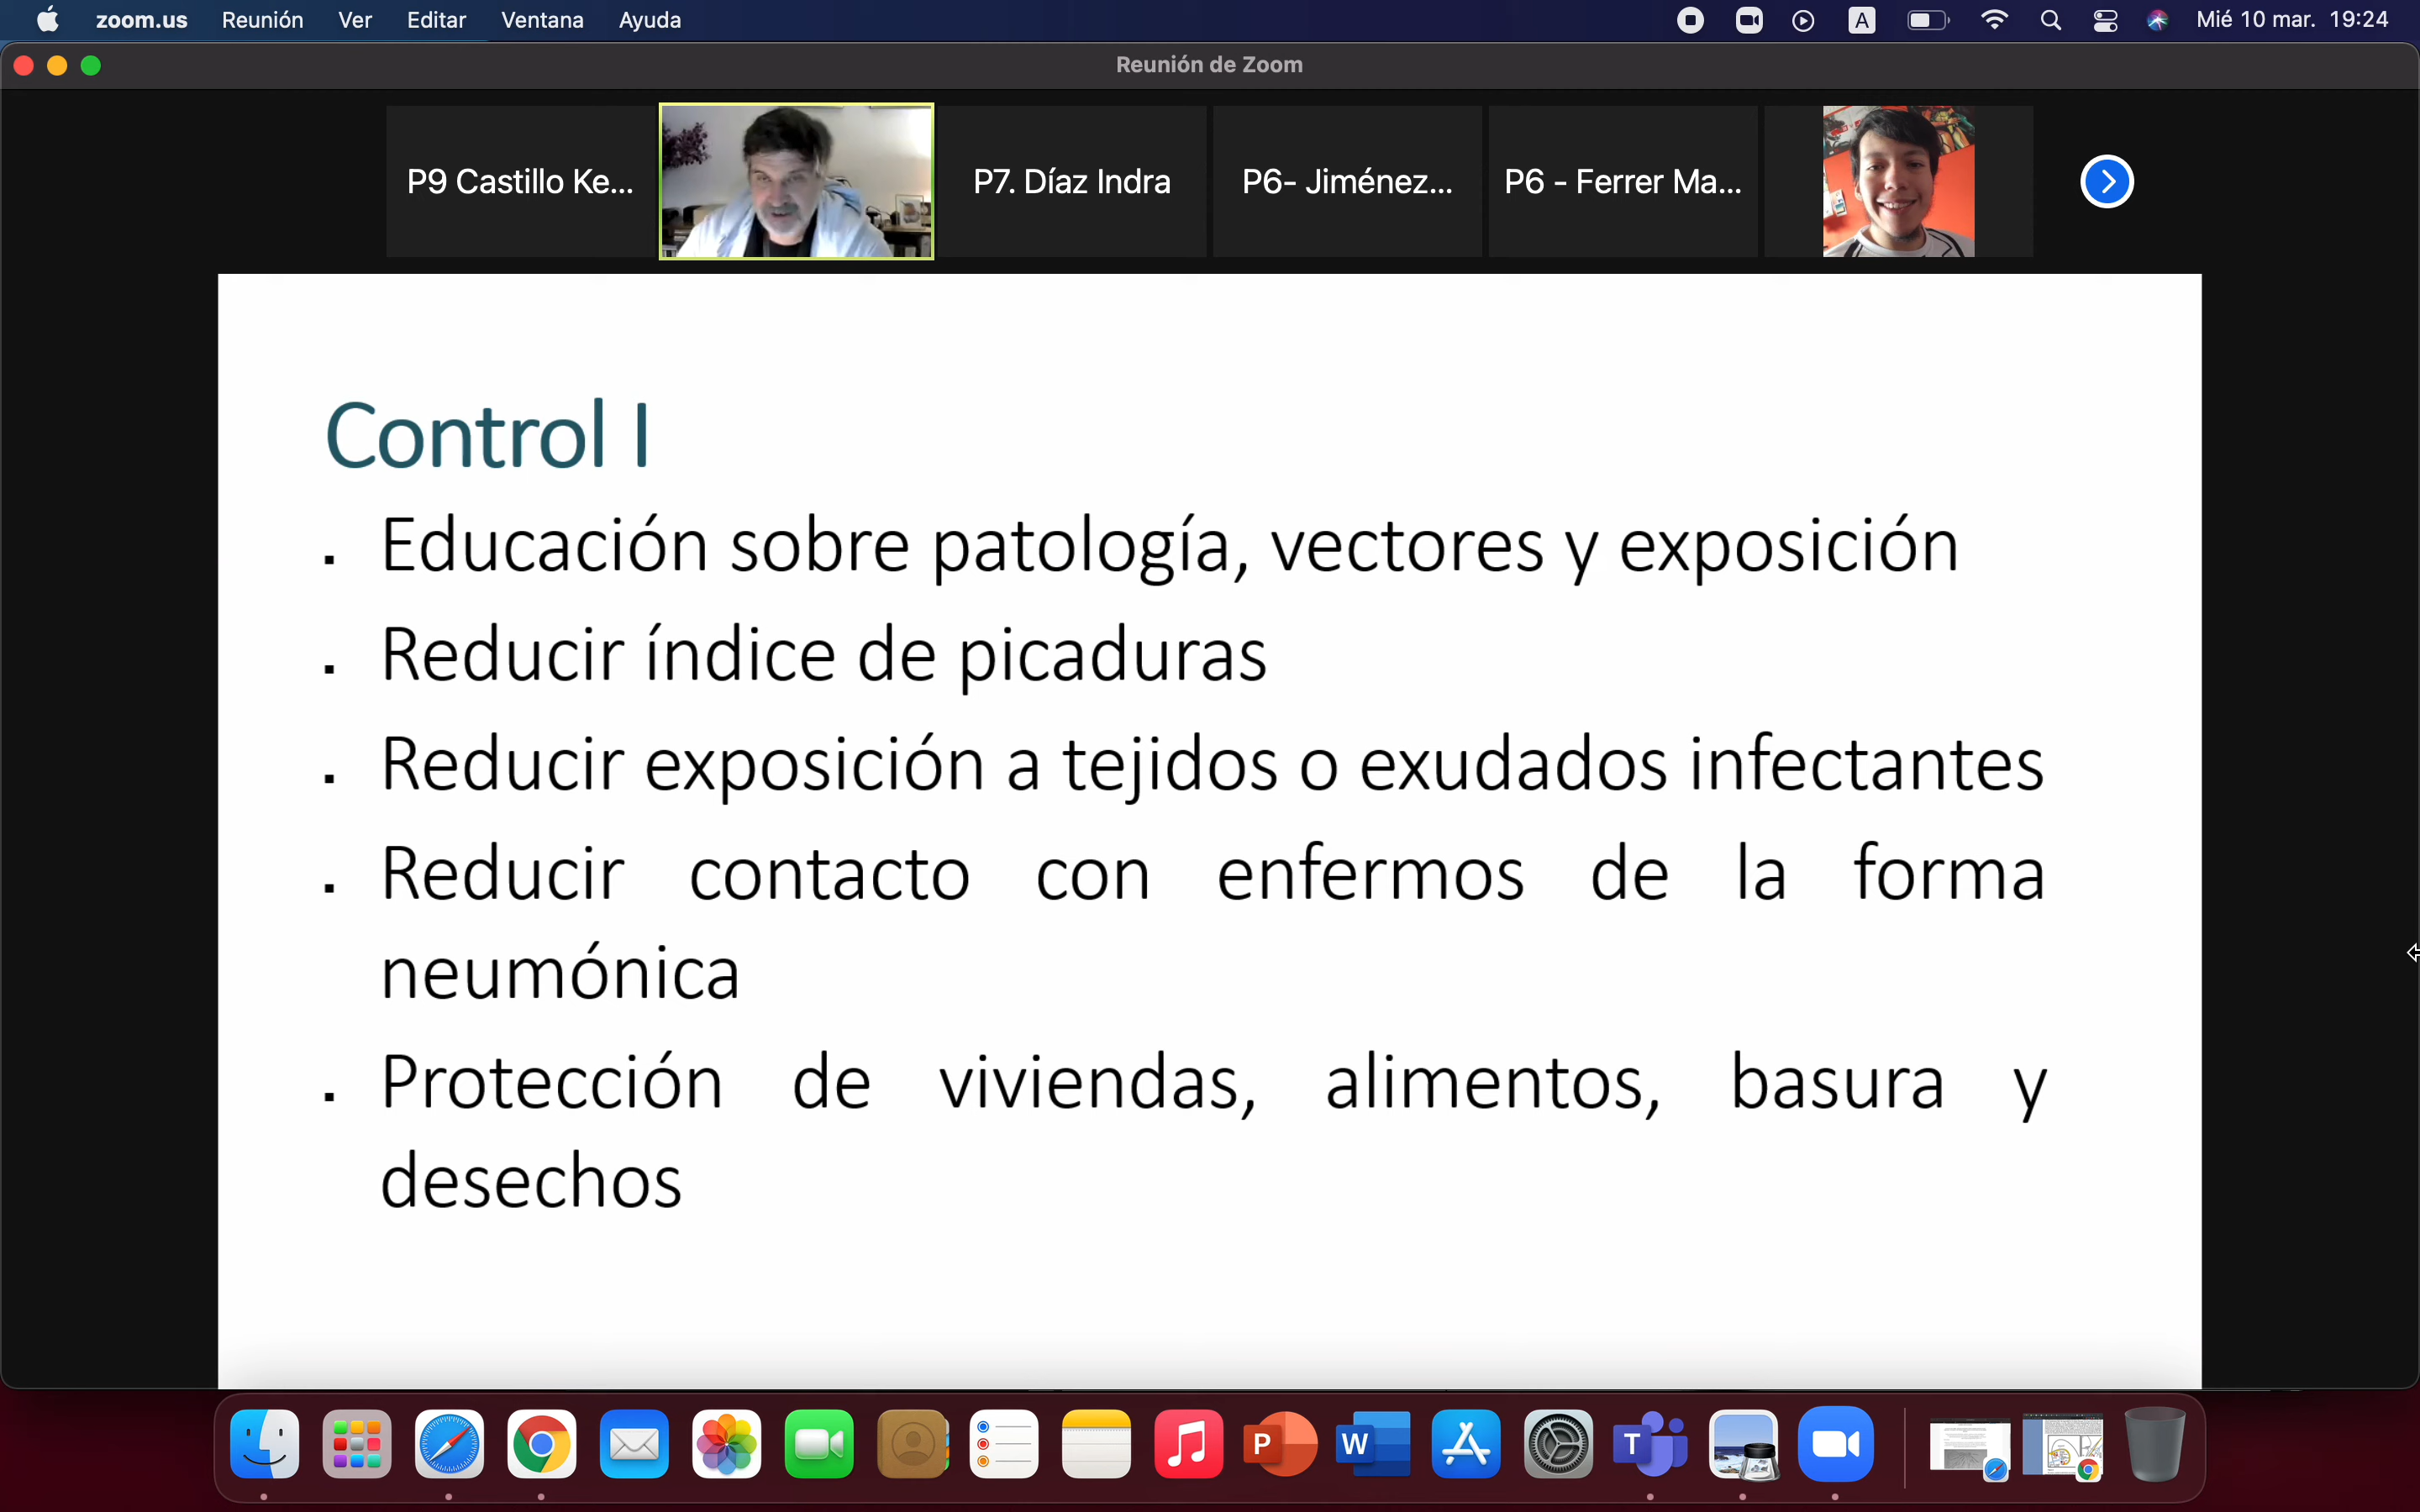 zoom.us Reunión Ver Editar Ventana Ayuda A Mié 10 mar. 19:24
Reunión de Zoom
P9 Castillo Ke... P7. Díaz Indra P6- Jiménez... P6 - Ferrer Ma...
Control I
▪ Educación sobre patología, vectores y exposición
▪ Reducir índice de picaduras
▪ Reducir exposición a tejidos o exudados infectantes
▪ Reducir contacto con enfermos de la forma
neumónica
▪ Protección de viviendas, alimentos, basura y
desechos
P W T